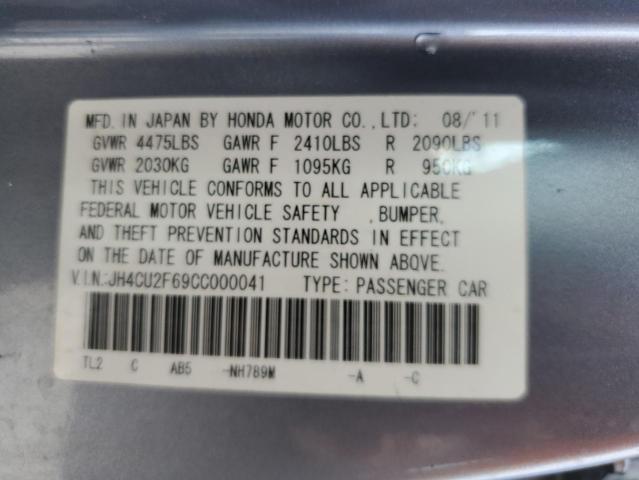 MFD. IN JAPAN BY HONDA MOTOR CO.,LTD: 08/'11
GVWR 4475LBS GAWR F 2410LBS R 2090LBS
GVWR 2030KG GAWR F 1095KG R 950KG
THIS VEHICLE CONFORMS TO ALL APPLICABLE
FEDERAL MOTOR VEHICLE SAFETY ,BUMPER,
AND THEFT PREVENTION STANDARDS IN EFFECT
ON THE DATE OF MANUFACTURE SHOWN ABOVE.
V.I.N.:JH4CU2F69CC000041 TYPE: PASSENGER CAR
TL2 C AB5 -NH789M -A -C